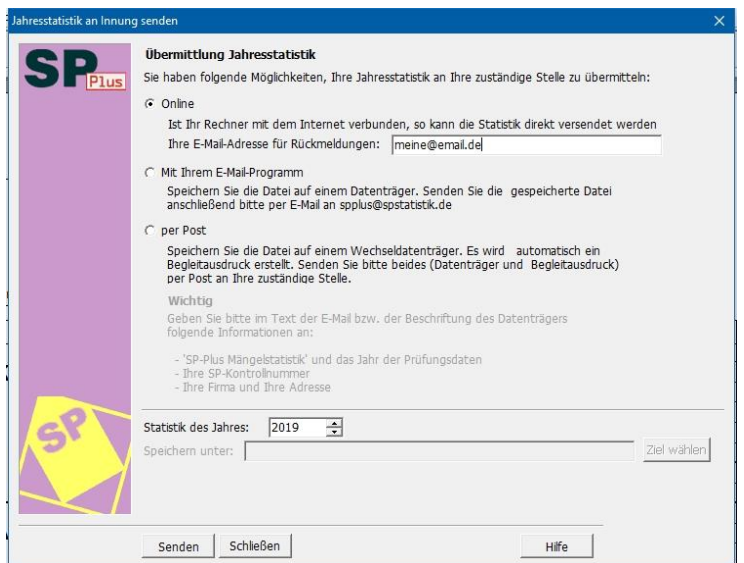 Jahresstatistik an Innung senden
SP
Plus
Übermittlung Jahresstatistik
Sie haben folgende Möglichkeiten, Ihre Jahresstatistik an Ihre zuständige Stelle zu übermitteln:
Online
Ist Ihr Rechner mit dem Internet verbunden, so kann die Statistik direkt versendet werden
Ihre E-Mail-Adresse für Rückmeldungen: meine@email.de
Mit Ihrem E-Mail-Programm
Speichern Sie die Datei auf einem Datenträger. Senden Sie die gespeicherte Datei
anschließend bitte per E-Mail an spplus@spstatistik.de
per Post
Speichern Sie die Datei auf einem Wechseldatenträger. Es wird automatisch ein
Begleitausdruck erstellt. Senden Sie bitte beides (Datenträger und Begleitausdruck)
per Post an Ihre zuständige Stelle.
Wichtig
Geben Sie bitte im Text der E-Mail bzw. der Beschriftung des Datenträgers
folgende Informationen an:
- 'SP-Plus Mängelstatistik' und das Jahr der Prüfungsdaten
- Ihre SP-Kontrollnummer
- Ihre Firma und Ihre Adresse
SP
Statistik des Jahres: 2019
Speichern unter: Ziel wählen
Senden Schließen Hilfe